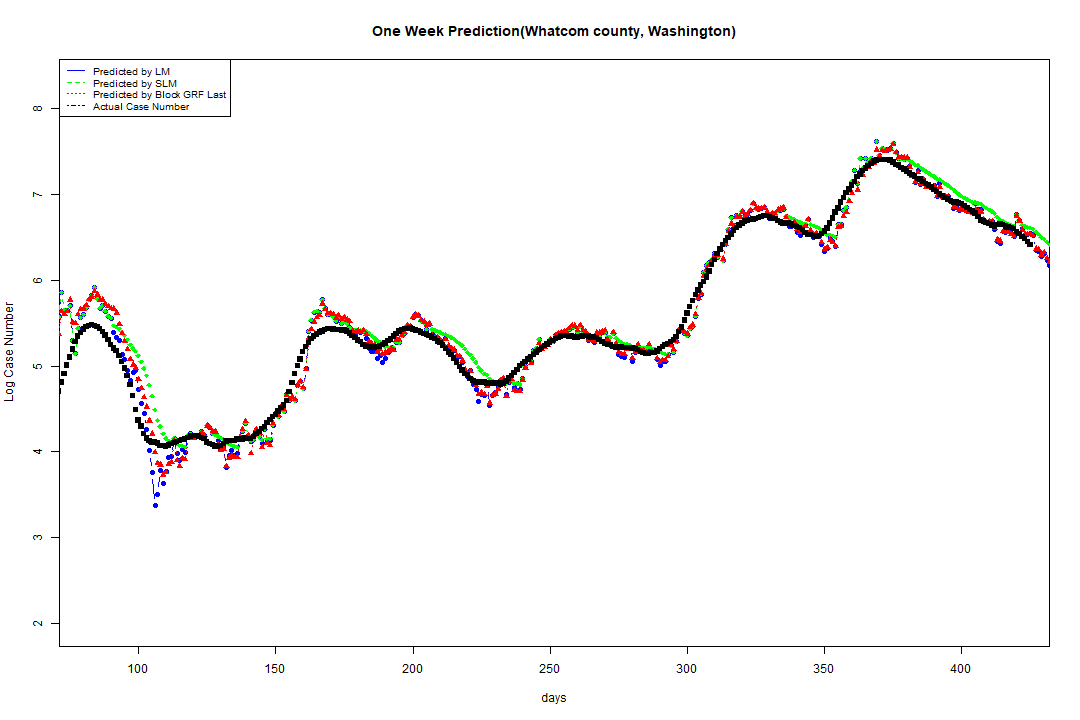 One Week Prediction(Whatcom county, Washington)
Predicted by LM
Predicted by SLM
Predicted by Block GRF Last
Actual Case Number
8
7
6
5
4
3
2
Log Case Number
100 150 200 250 300 350 400
days